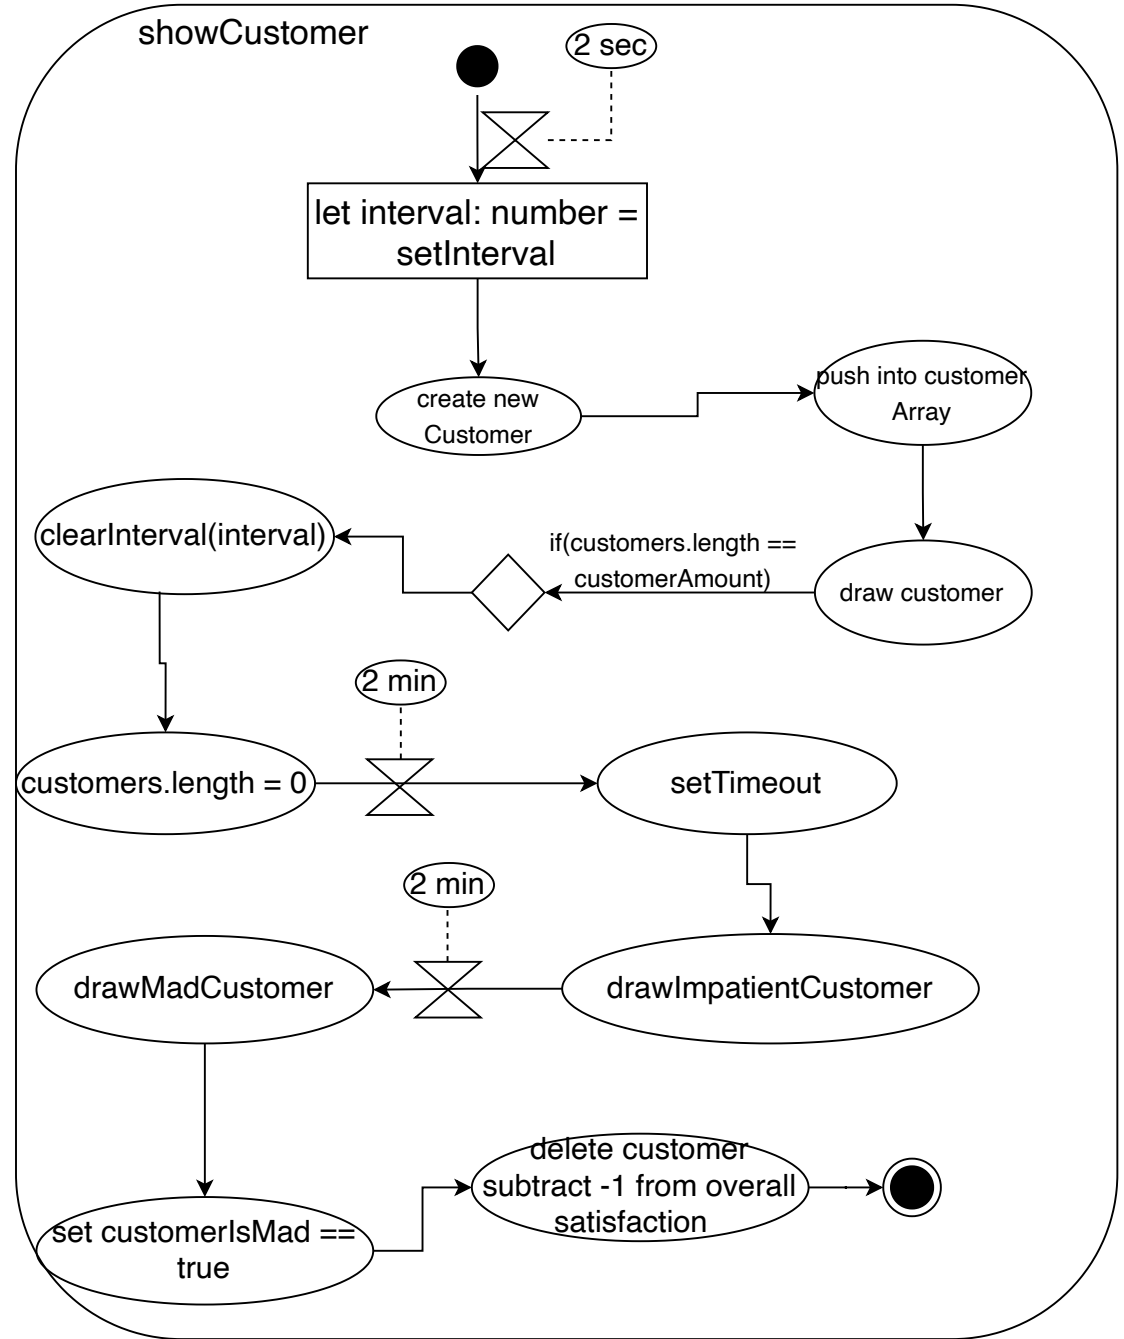 showCustomer
2 sec
let interval: number =
setInterval
create new
Customer
push into customer
Array
clearInterval(interval)
if(customers.length ==
customerAmount)
draw customer
2 min
customers.length = 0
setTimeout
2 min
drawMadCustomer
drawImpatientCustomer
set customerIsMad ==
true
delete customer
subtract -1 from overall
satisfaction